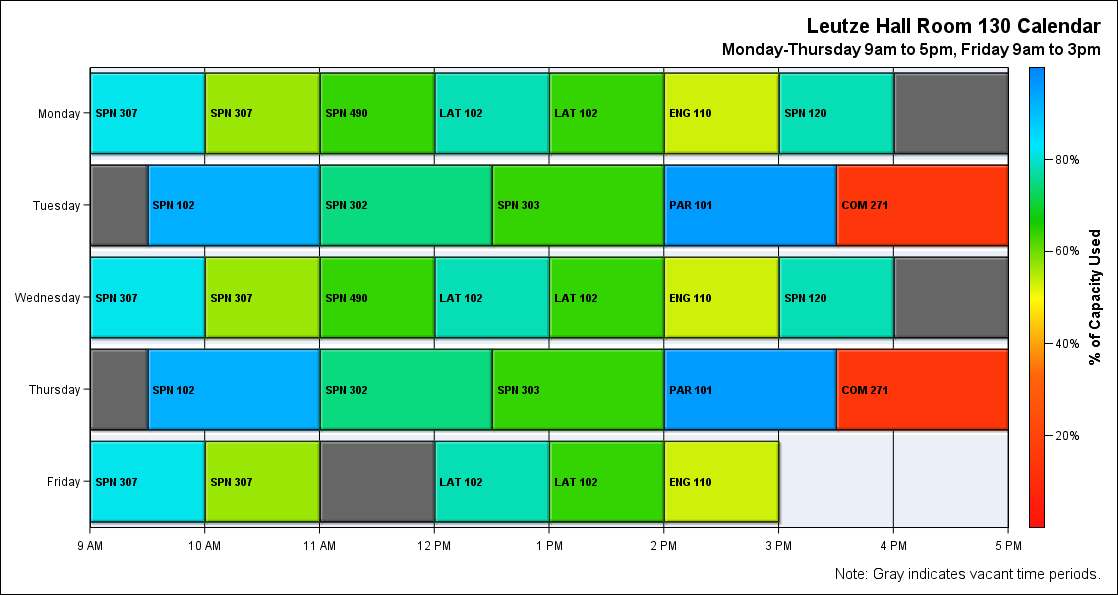 Leutze Hall Room 130 Calendar
Monday-Thursday 9am to 5pm, Friday 9am to 3pm
Monday
SPN 307 SPN 307 SPN 490 LAT 102 LAT 102 ENG 110 SPN 120
Tuesday
SPN 102 SPN 302 SPN 303 PAR 101 COM 271
Wednesday
SPN 307 SPN 307 SPN 490 LAT 102 LAT 102 ENG 110 SPN 120
Thursday
SPN 102 SPN 302 SPN 303 PAR 101 COM 271
Friday
SPN 307 SPN 307 LAT 102 LAT 102 ENG 110
9 AM 10 AM 11 AM 12 PM 1 PM 2 PM 3 PM 4 PM 5 PM
80%
60%
40%
20%
% of Capacity Used
Note: Gray indicates vacant time periods.